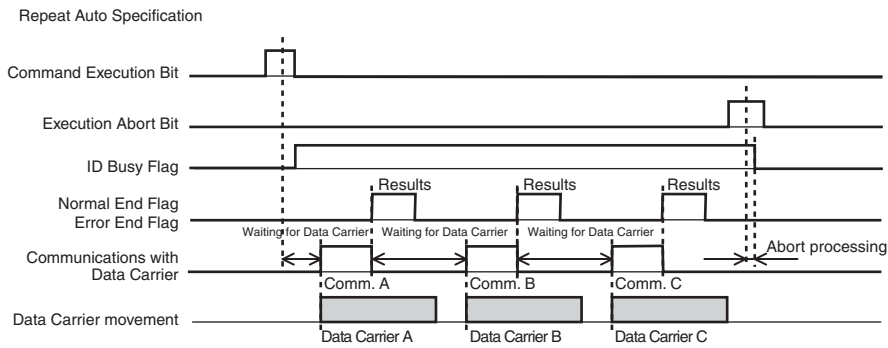 Repeat Auto Specification
Command Execution Bit
Execution Abort Bit
ID Busy Flag
Results Results Results
Normal End Flag
Error End Flag
Waiting for Data Carrier Waiting for Data Carrier Waiting for Data Carrier
Abort processing
Communications with
Data Carrier
Comm. A Comm. B Comm. C
Data Carrier movement
Data Carrier A Data Carrier B Data Carrier C